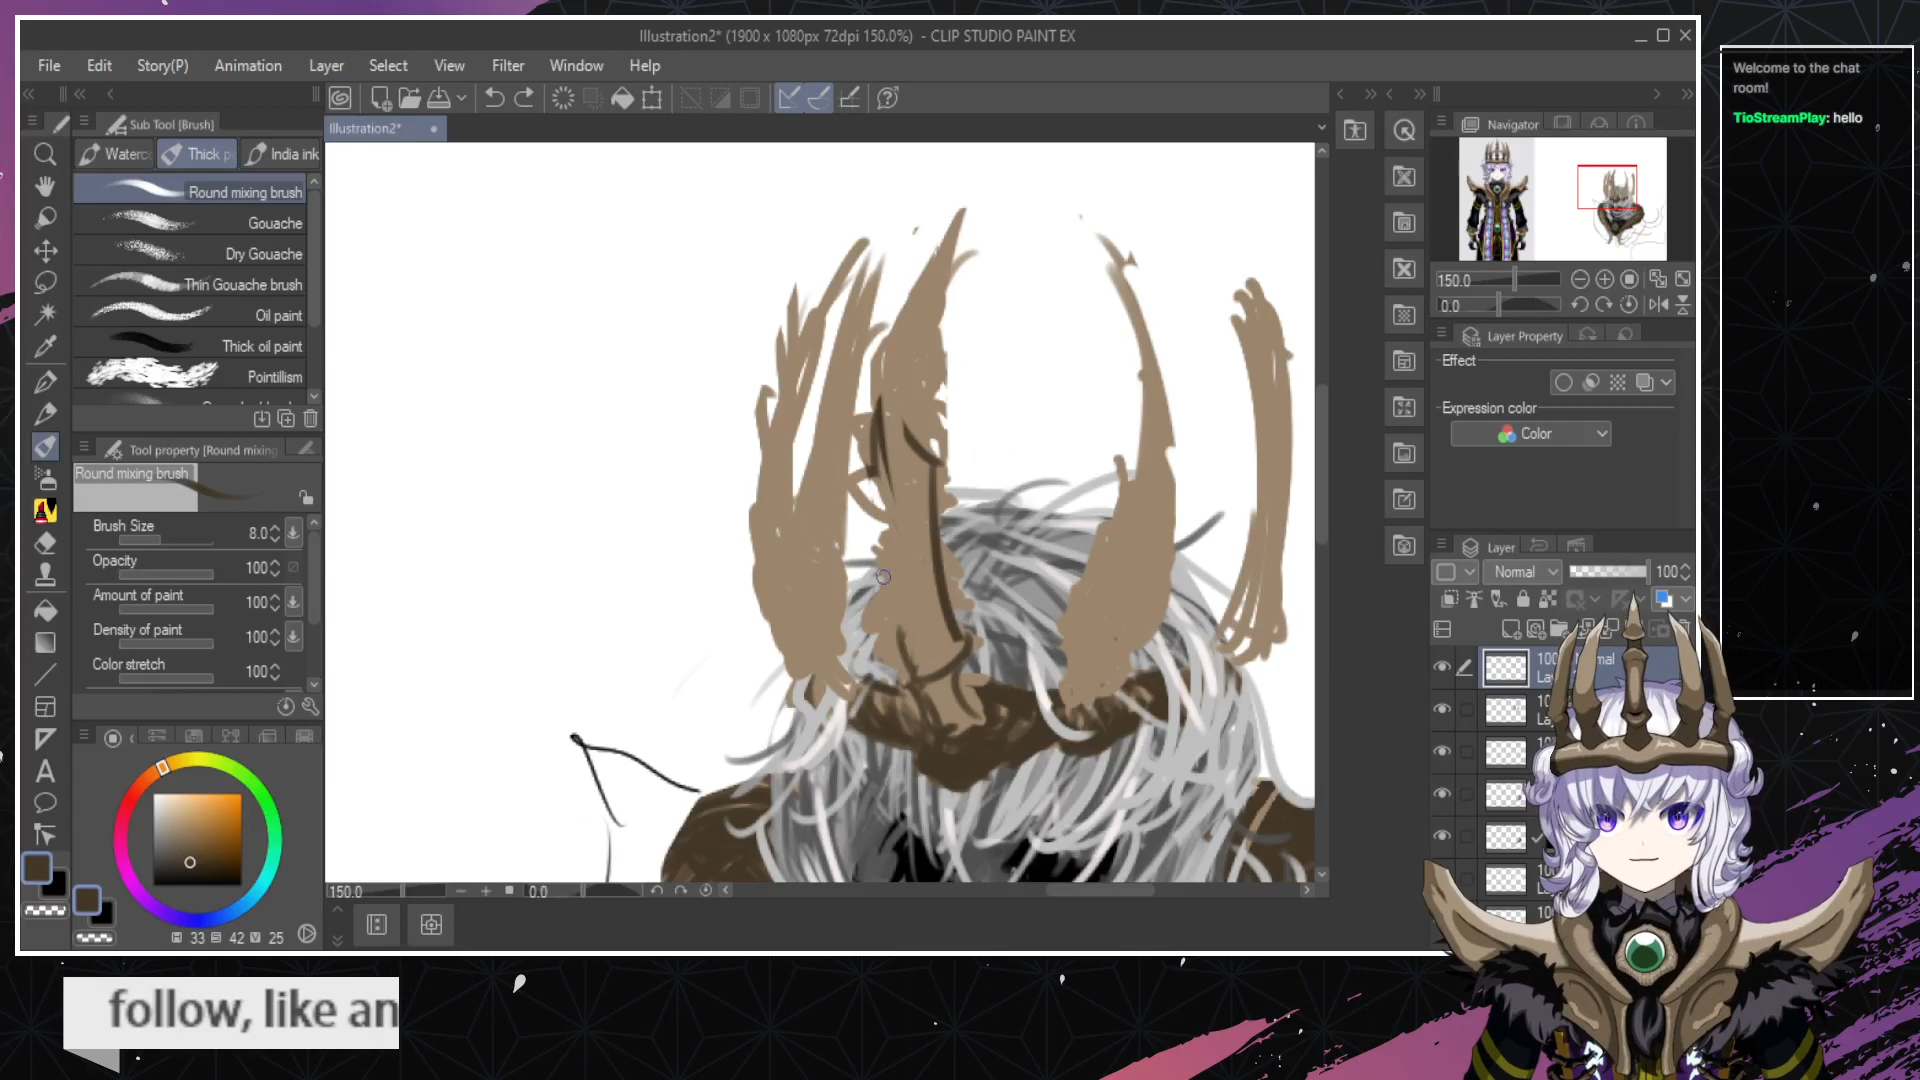 Illustration2* (1900 x 1080px 72dpi 150.0%) - CLIP STUDIO PAINT EX
File Edit Story(P) Animation Layer Select View Filter Window Help
Sub Tool [Brush]
Illustration2*
Thick p India ink
Round mixing brush
Gouache
Dry Gouache
Thin Gouache brush
Oil paint
Thick oil paint
Pointillism
Tool property [Round mixing
Round mixing brush
Brush Size 8.0
Opacity 100
Amount of paint 100
Density of paint 100
Color stretch 100
33 42 25
150.0 0.0
Navigator
150.0
0.0
Layer Property
Effect
Expression color
Color
Layer
Normal 100
Welcome to the chat
room!
TioStreamPlay: hello
follow, like an